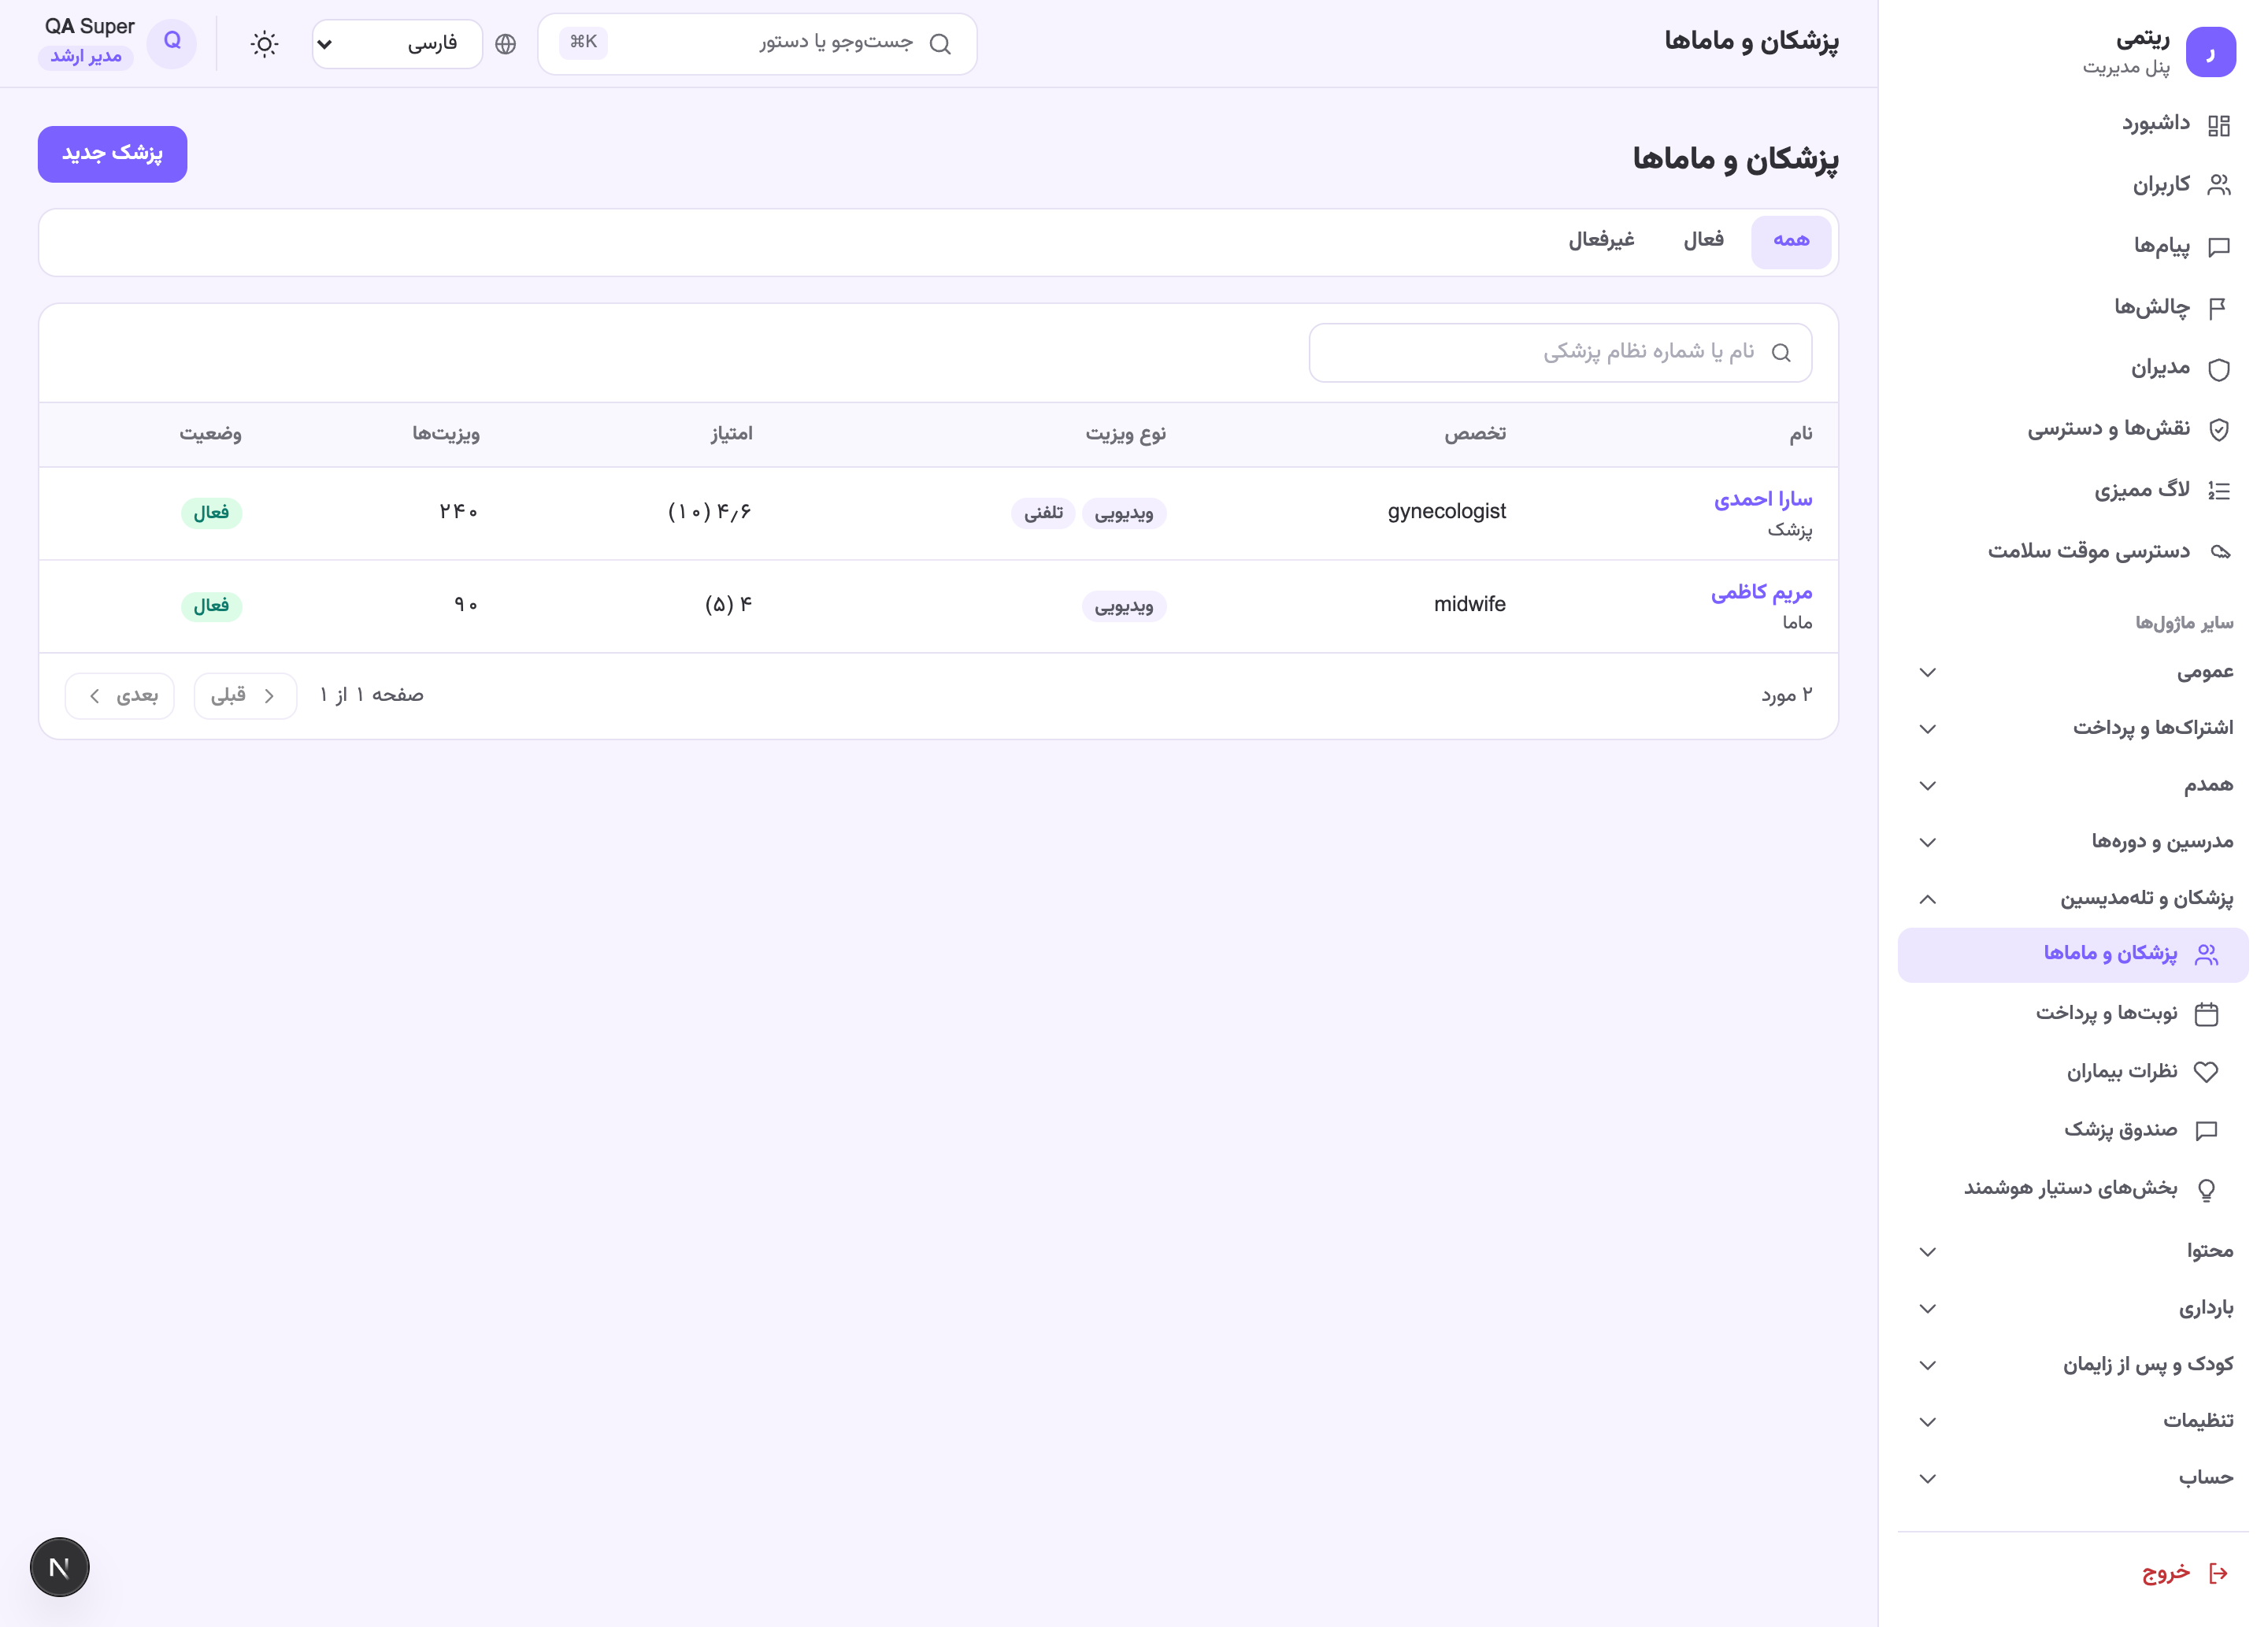 ر
ریتمی
پنل مدیریت
داشبورد
کاربران
پیام‌ها
چالش‌ها
مدیران
نقش‌ها و دسترسی
لاگ ممیزی
دسترسی موقت سلامت
سایر ماژول‌ها
عمومی
اشتراک‌ها و پرداخت
همدم
مدرسین و دوره‌ها
پزشکان و تله‌مدیسین
پزشکان و ماماها
نوبت‌ها و پرداخت
نظرات بیماران
صندوق پزشک
بخش‌های دستیار هوشمند
محتوا
بارداری
کودک و پس از زایمان
تنظیمات
حساب
خروج
پزشکان و ماماها
جست‌وجو یا دستور ⌘K
فارسی
Q
QA Super
مدیر ارشد
پزشکان و ماماها
پزشک جدید
همه فعال غیرفعال
نام یا شماره نظام پزشکی
نام تخصص نوع ویزیت امتیاز ویزیت‌ها وضعیت
سارا احمدی gynecologist ویدیویی تلفنی ۴٫۶ (۱۰) ۲۴۰ فعال
پزشک
مریم کاظمی midwife ویدیویی ۴ (۵) ۹۰ فعال
ماما
۲ مورد صفحه ۱ از ۱ قبلی بعدی
N